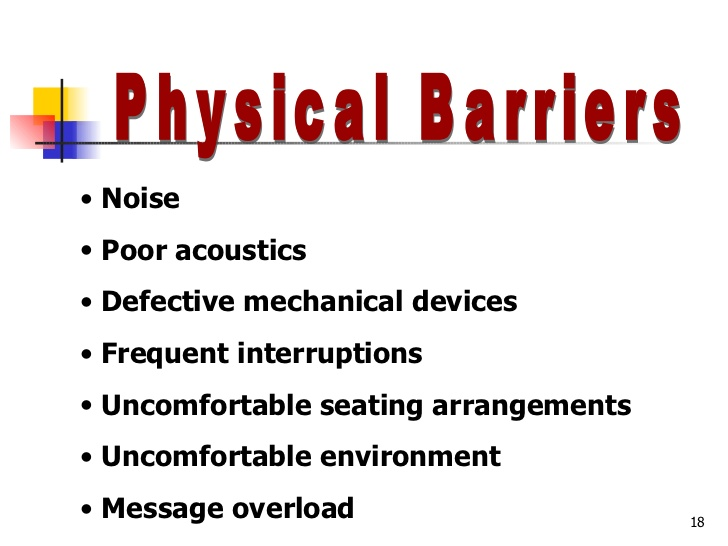 Physical Barriers
• Noise
• Poor acoustics
• Defective mechanical devices
• Frequent interruptions
• Uncomfortable seating arrangements
• Uncomfortable environment
• Message overload
18